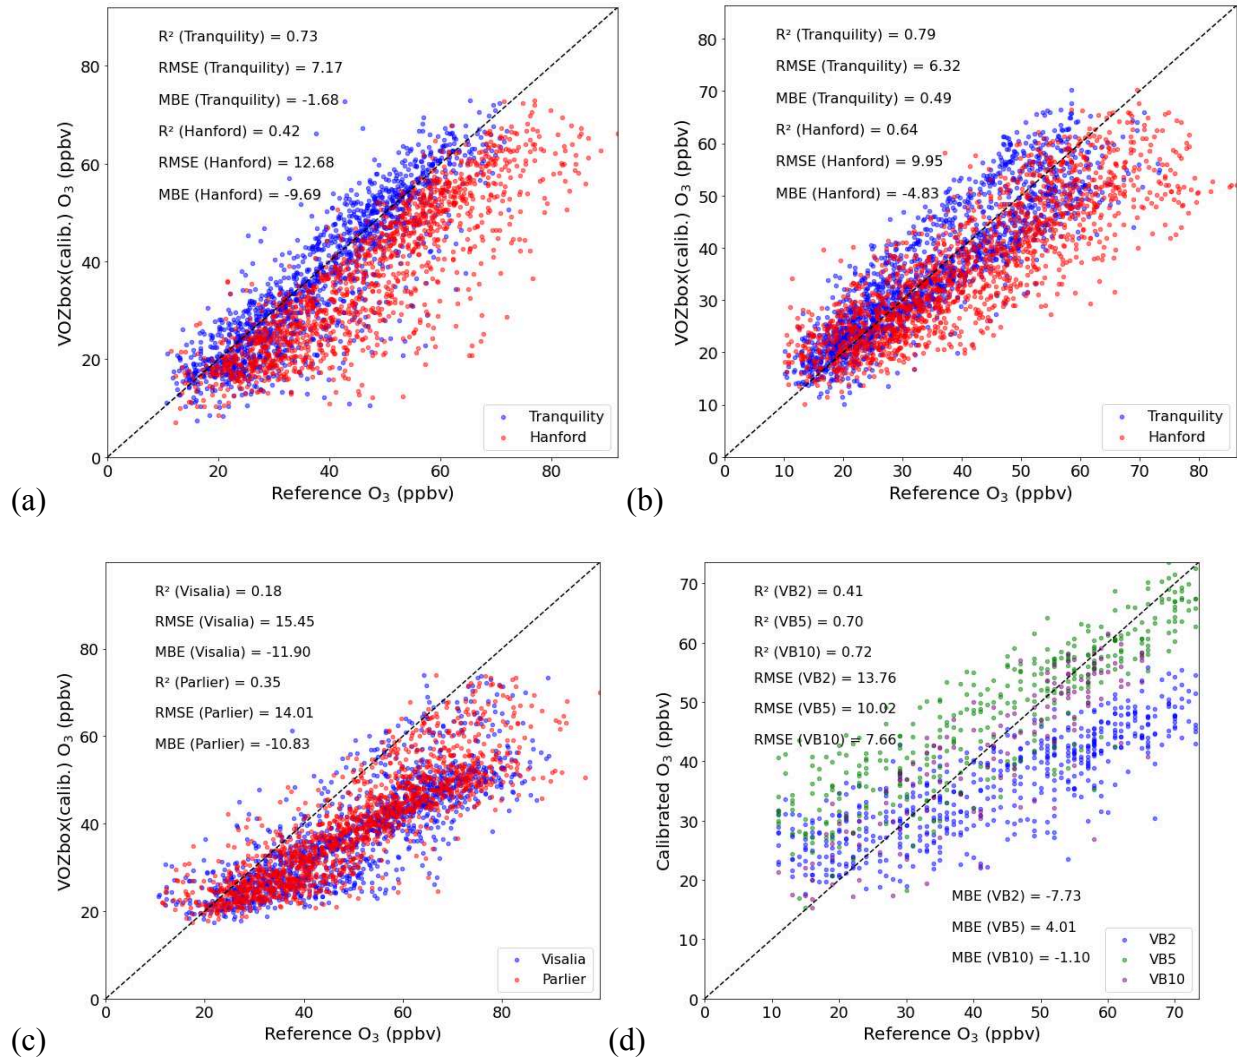 R² (Tranquility) = 0.73
RMSE (Tranquility) = 7.17
MBE (Tranquility) = -1.68
R² (Hanford) = 0.42
RMSE (Hanford) = 12.68
MBE (Hanford) = -9.69
VOZbox(calib.) O₃ (ppbv)
80
60
40
20
0
0 20 40 60 80
Reference O₃ (ppbv)
Tranquility
Hanford
(a)
R² (Tranquility) = 0.79
RMSE (Tranquility) = 6.32
MBE (Tranquility) = 0.49
R² (Hanford) = 0.64
RMSE (Hanford) = 9.95
MBE (Hanford) = -4.83
VOZbox(calib.) O₃ (ppbv)
80
70
60
50
40
30
20
10
0
0 10 20 30 40 50 60 70 80
Reference O₃ (ppbv)
Tranquility
Hanford
(b)
R² (Visalia) = 0.18
RMSE (Visalia) = 15.45
MBE (Visalia) = -11.90
R² (Parlier) = 0.35
RMSE (Parlier) = 14.01
MBE (Parlier) = -10.83
VOZbox(calib.) O₃ (ppbv)
80
60
40
20
0
0 20 40 60 80
Reference O₃ (ppbv)
Visalia
Parlier
(c)
R² (VB2) = 0.41
R² (VB5) = 0.70
R² (VB10) = 0.72
RMSE (VB2) = 13.76
RMSE (VB5) = 10.02
RMSE (VB10) = 7.66
MBE (VB2) = -7.73
MBE (VB5) = 4.01
MBE (VB10) = -1.10
Calibrated O₃ (ppbv)
70
60
50
40
30
20
10
0
0 10 20 30 40 50 60 70
Reference O₃ (ppbv)
VB2
VB5
VB10
(d)